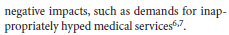 negative impacts, such as demands for inap-
propriately hyped medical services6,7.